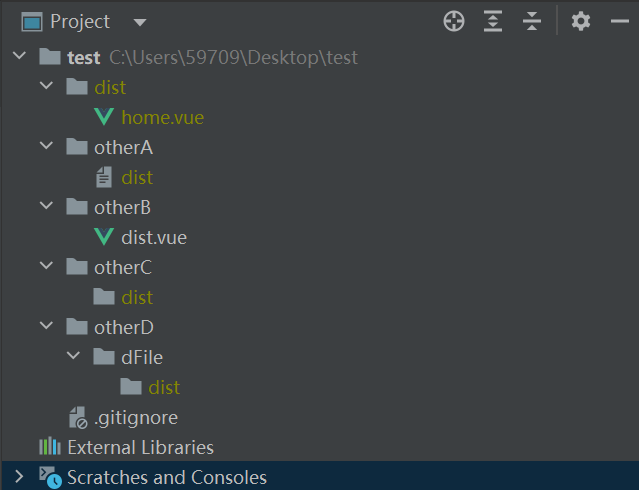 Project
test C:\Users\59709\Desktop\test
dist
home.vue
otherA
dist
otherB
dist.vue
otherC
dist
otherD
dFile
dist
.gitignore
External Libraries
Scratches and Consoles